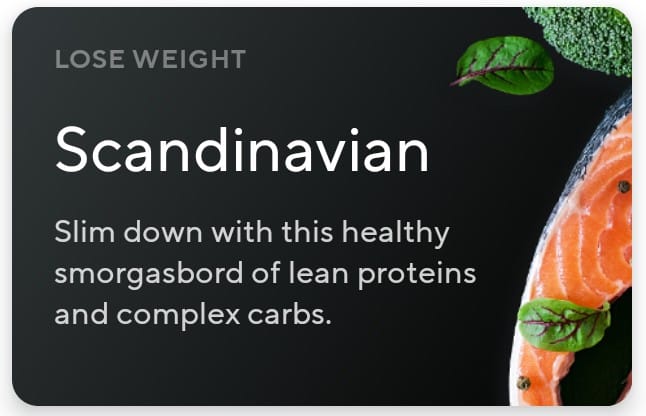 LOSE WEIGHT
Scandinavian
Slim down with this healthy
smorgasbord of lean proteins
and complex carbs.